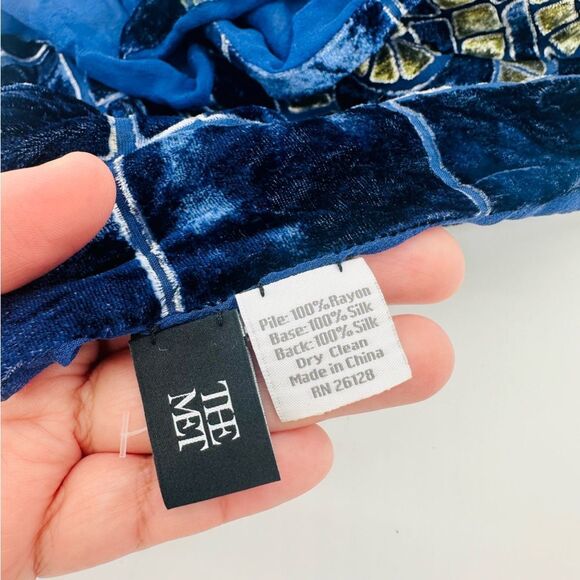 THE
MET
Pile: 100% Rayon
Base: 100% Silk
Back: 100% Silk
Dry Clean
Made in China
RN 26128